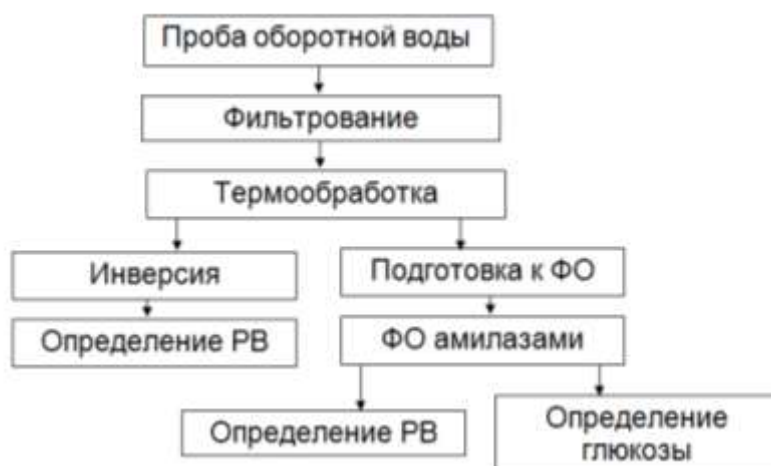 Проба оборотной воды
Фильтрование
Термообработка
Инверсия
Подготовка к ФО
Определение РВ
ФО амилазами
Определение РВ
Определение
глюкозы